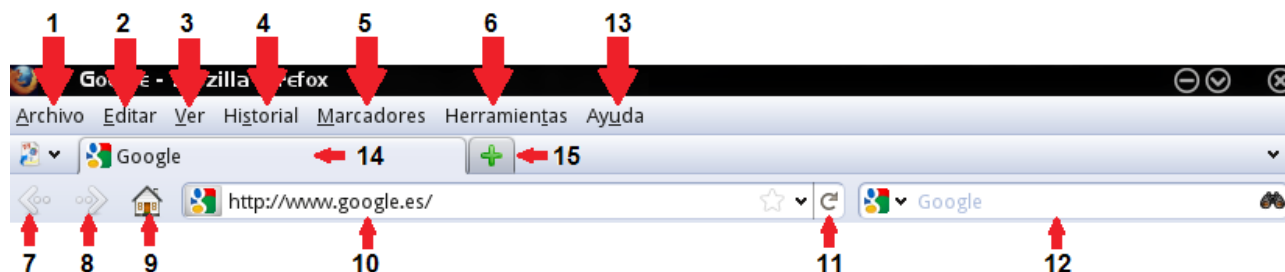 1 2 3 4 5 6 13
Archivo Editar Ver Historial Marcadores Herramientas Ayuda
Google 14 15
http://www.google.es/ Google
7 8 9 10 11 12